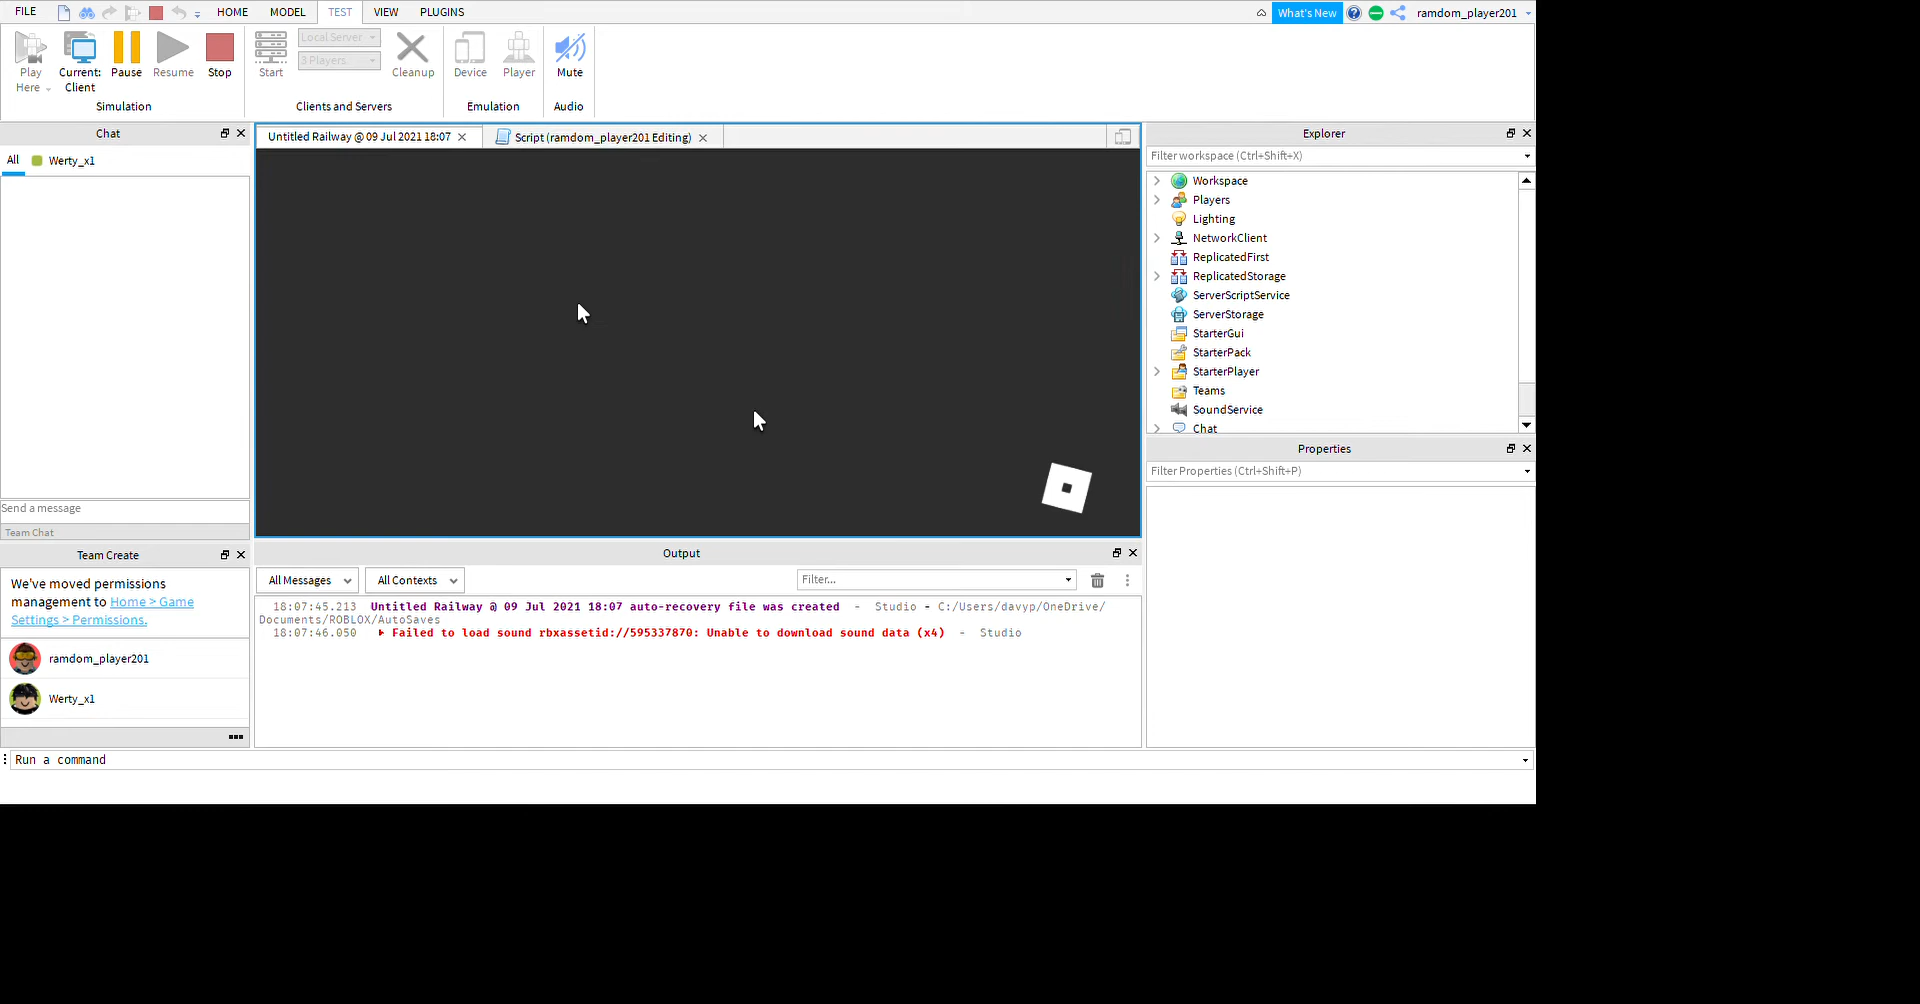 FILE HOME MODEL TEST VIEW PLUGINS What's New ramdom_player201
Play Here
Current: Client
Pause
Resume
Stop
Start
Local Server
3 Players
Cleanup
Device
Player
Mute
Simulation Clients and Servers Emulation Audio
Chat
All Werty_x1
Send a message
Team Chat
Team Create
We've moved permissions
management to Home > Game
Settings > Permissions.
ramdom_player201
Werty_x1
Untitled Railway @ 09 Jul 2021 18:07 Script (ramdom_player201 Editing)
Output
All Messages All Contexts Filter...
18:07:45.213 Untitled Railway @ 09 Jul 2021 18:07 auto-recovery file was created - Studio - C:/Users/davyp/OneDrive/
Documents/ROBLOX/AutoSaves
18:07:46.050 Failed to load sound rbxassetid://595337870: Unable to download sound data (x4) - Studio
Explorer
Filter workspace (Ctrl+Shift+X)
Workspace
Players
Lighting
NetworkClient
ReplicatedFirst
ReplicatedStorage
ServerScriptService
ServerStorage
StarterGui
StarterPack
StarterPlayer
Teams
SoundService
Chat
Properties
Filter Properties (Ctrl+Shift+P)
Run a command